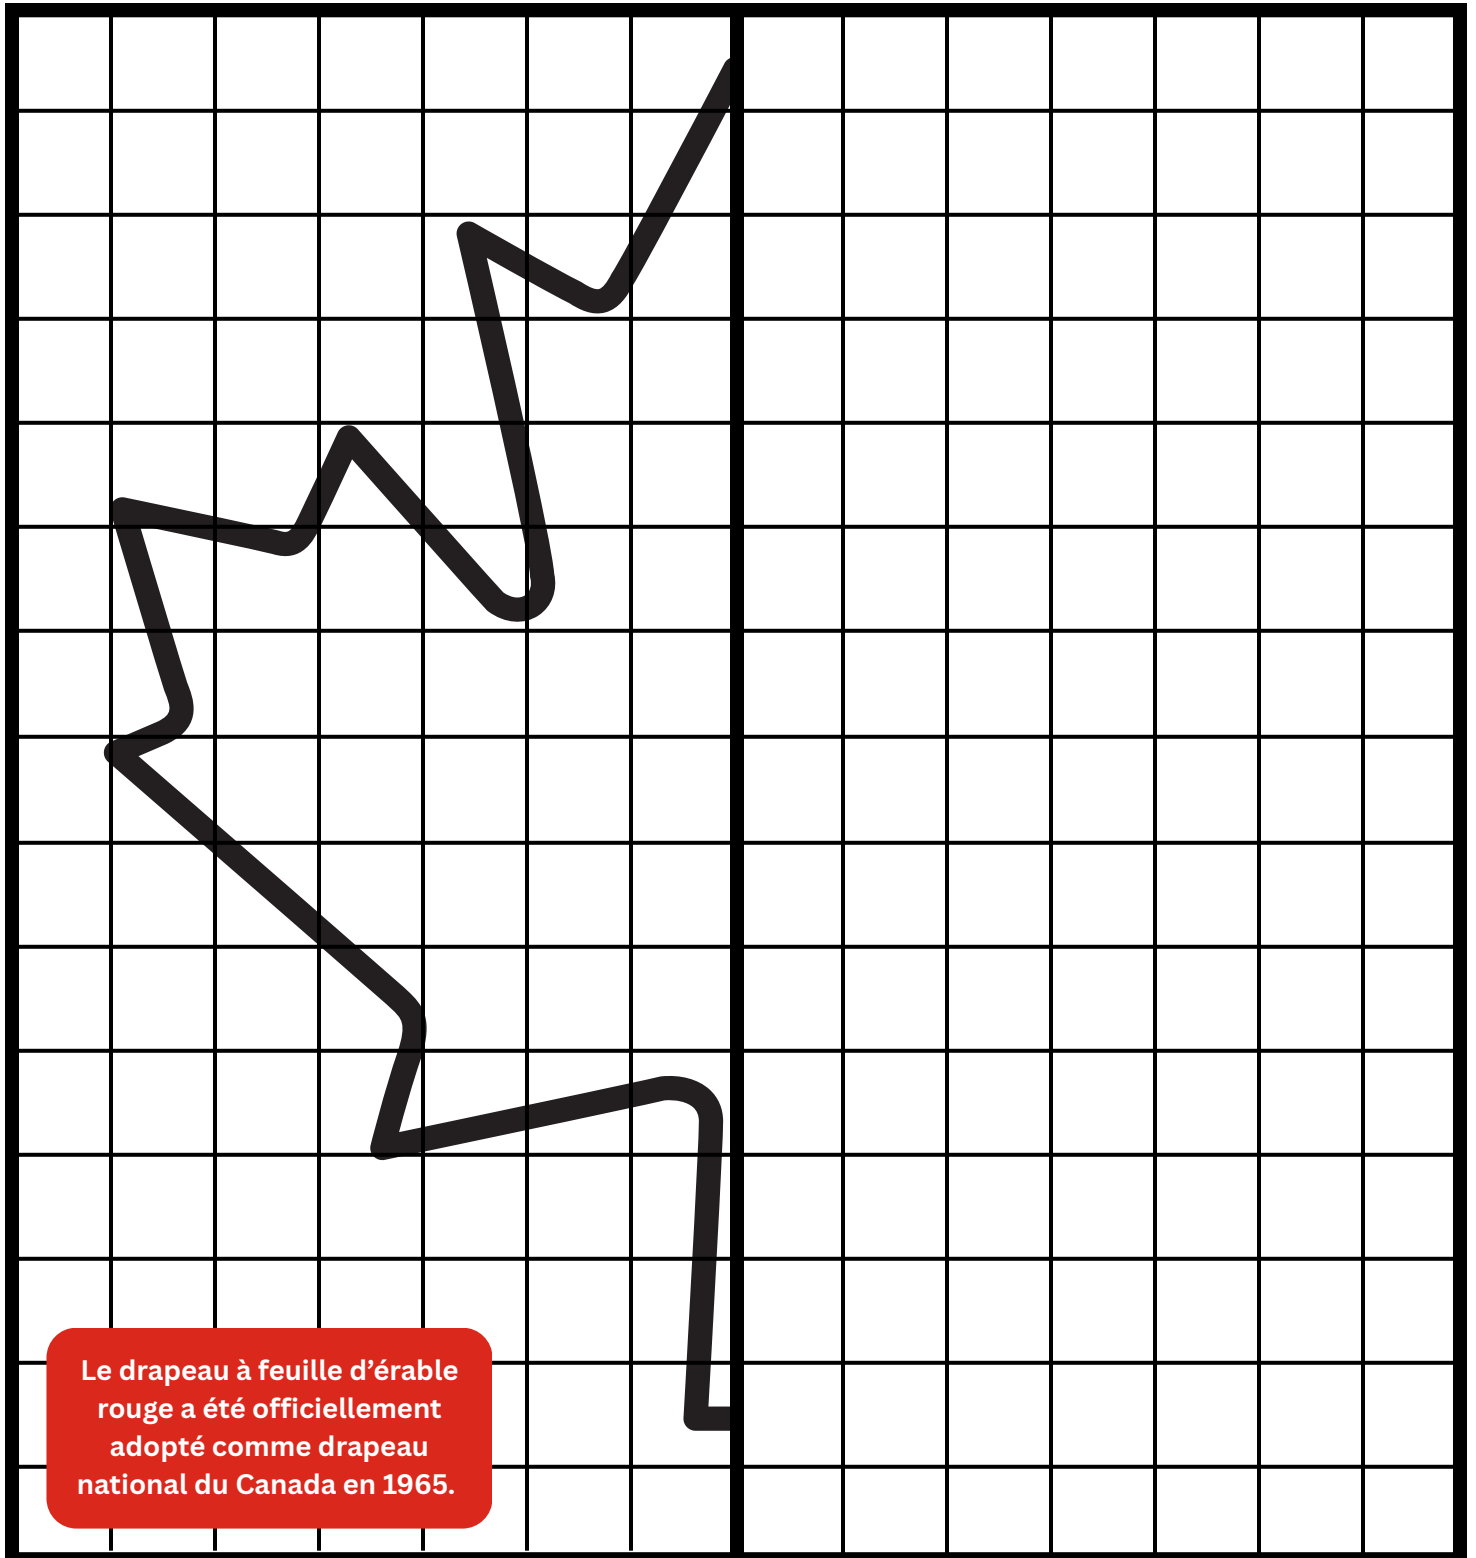 Le drapeau à feuille d’érable
rouge a été officiellement
adopté comme drapeau
national du Canada en 1965.